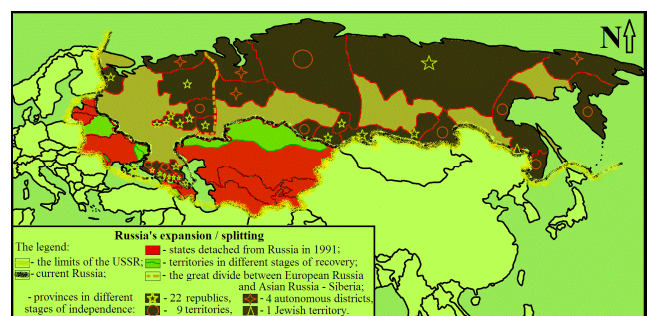 N
Russia's expansion / splitting
The legend:
- the limits of the USSR;
- current Russia;
- provinces in different
stages of independence:
- states detached from Russia in 1991;
- territories in different stages of recovery;
- the great divide between European Russia
and Asian Russia - Siberia;
- 22 republics,
- 4 autonomous districts,
- 9 territories,
- 1 Jewish territory.